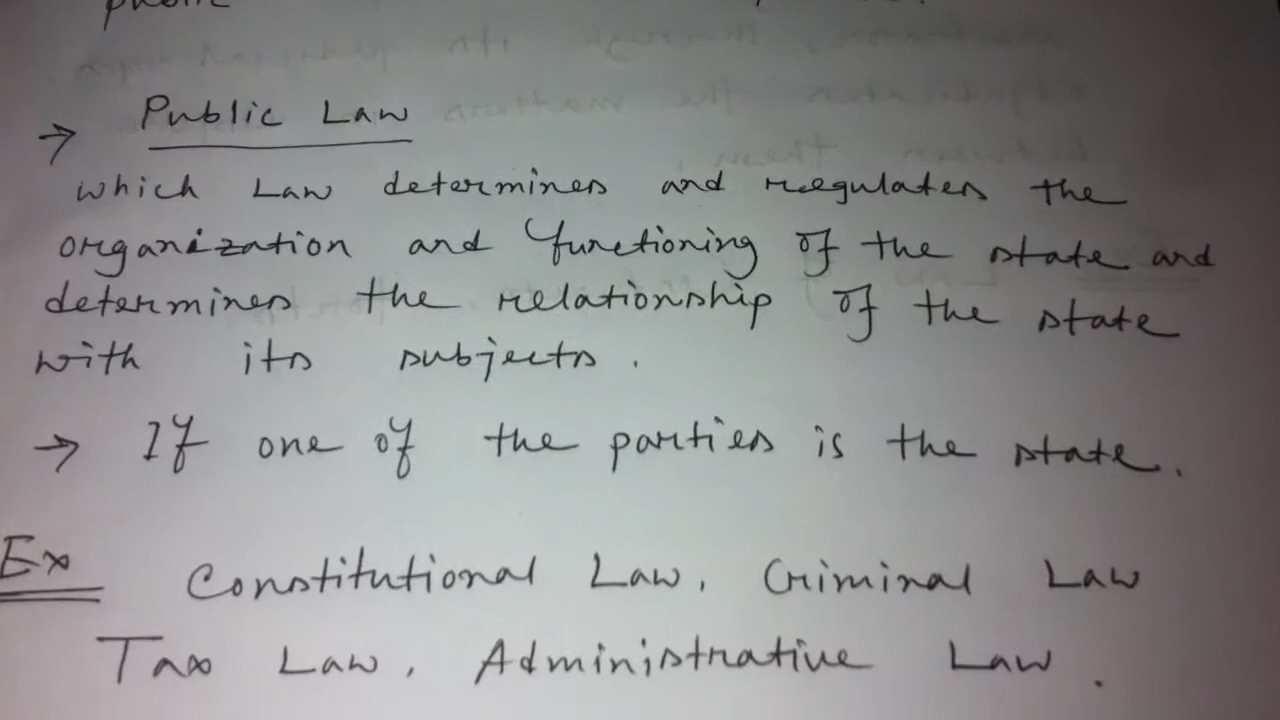 public
→ Public Law
which Law determines and regulates the
organization and functioning of the state and
determines the relationship of the state
with its subjects.
→ If one of the parties is the state.
Ex Constitutional Law, Criminal Law
Tax Law, Administrative Law.